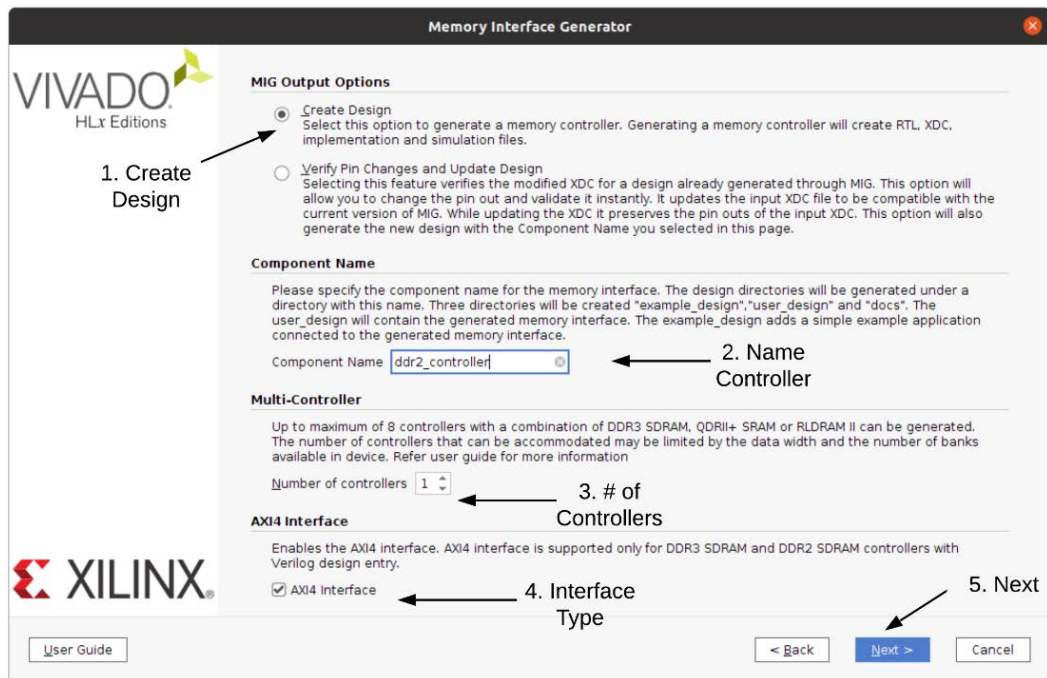 Memory Interface Generator
VIVADO.
HLx Editions
MIG Output Options
Create Design
Select this option to generate a memory controller. Generating a memory controller will create RTL, XDC,
implementation and simulation files.
1. Create
Design
Verify Pin Changes and Update Design
Selecting this feature verifies the modified XDC for a design already generated through MIG. This option will
allow you to change the pin out and validate it instantly. It updates the input XDC file to be compatible with the
current version of MIG. While updating the XDC it preserves the pin outs of the input XDC. This option will also
generate the new design with the Component Name you selected in this page.
Component Name
Please specify the component name for the memory interface. The design directories will be generated under a
directory with this name. Three directories will be created "example_design","user_design" and "docs". The
user_design will contain the generated memory interface. The example_design adds a simple example application
connected to the generated memory interface.
Component Name ddr2_controller
2. Name
Controller
Multi-Controller
Up to maximum of 8 controllers with a combination of DDR3 SDRAM, QDRII+ SRAM or RLDRAM II can be generated.
The number of controllers that can be accommodated may be limited by the data width and the number of banks
available in device. Refer user guide for more information
Number of controllers 1
3. # of
Controllers
AXI4 Interface
Enables the AXI4 interface. AXI4 interface is supported only for DDR3 SDRAM and DDR2 SDRAM controllers with
Verilog design entry.
AXI4 Interface
4. Interface
Type
5. Next
XILINX®
User Guide
< Back
Next >
Cancel